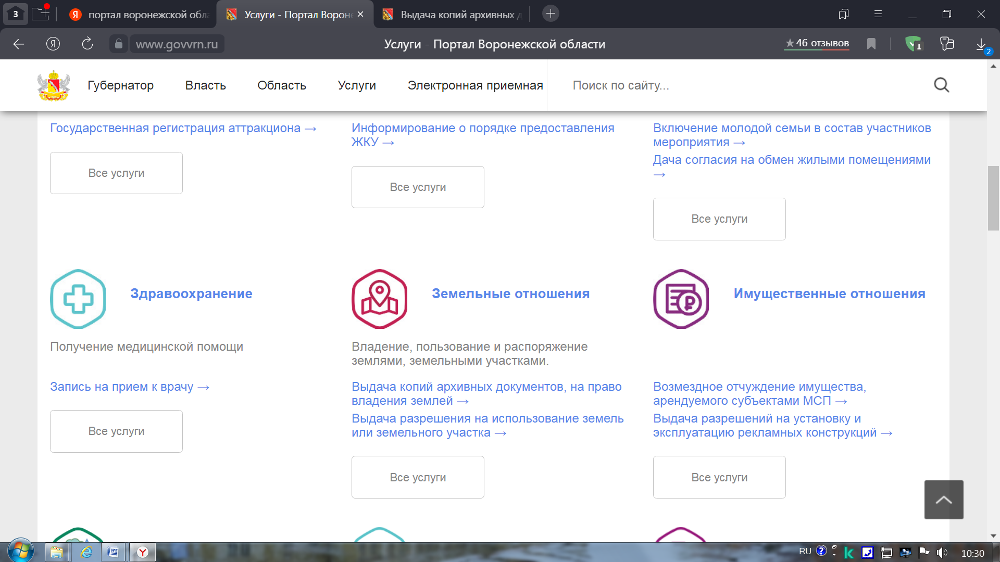 3
портал воронежской обла
Услуги - Портал Ворон
Выдача копий архивных д
www.govvrn.ru
Услуги - Портал Воронежской области
★46 отзывов
1
2
Губернатор
Власть
Область
Услуги
Электронная приемная
Поиск по сайту...
Государственная регистрация аттракциона →
Все услуги
Информирование о порядке предоставления
ЖКУ →
Все услуги
Включение молодой семьи в состав участников
мероприятия →
Дача согласия на обмен жилыми помещениями
→
Все услуги
Здравоохранение
Получение медицинской помощи
Запись на прием к врачу →
Все услуги
Земельные отношения
Владение, пользование и распоряжение
землями, земельными участками.
Выдача копий архивных документов, на право
владения землей →
Выдача разрешения на использование земель
или земельного участка →
Все услуги
Имущественные отношения
Возмездное отчуждение имущества,
арендуемого субъектами МСП →
Выдача разрешений на установку и
эксплуатацию рекламных конструкций →
Все услуги
RU
10:30